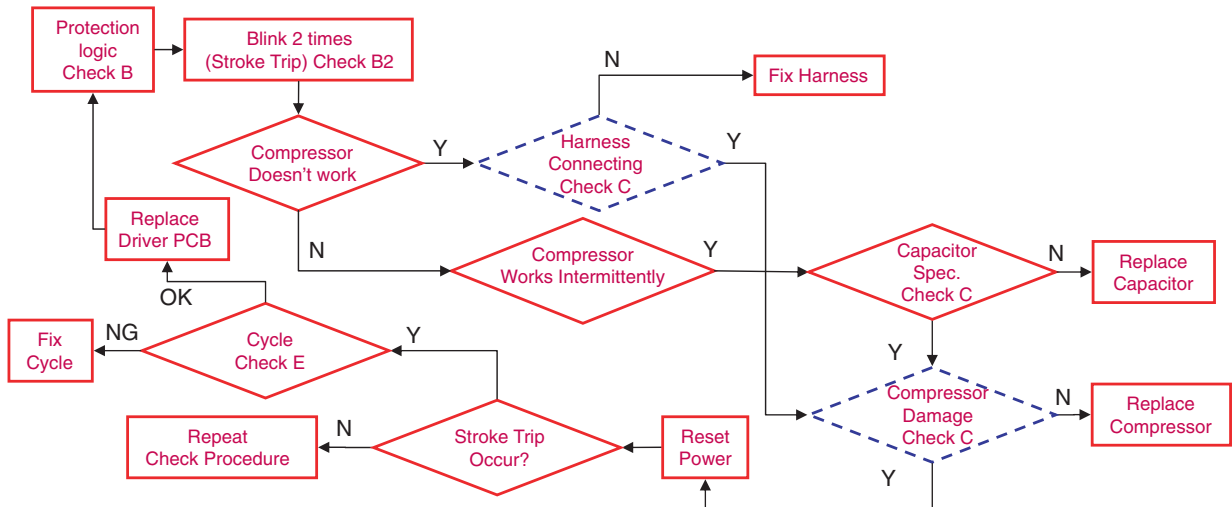 Protection
logic
Check B
Blink 2 times
(Stroke Trip) Check B2
N
Fix Harness
Compressor
Doesn't work
Y
Harness
Connecting
Check C
Y
Replace
Driver PCB
N
Compressor
Works Intermittently
Y
Capacitor
Spec.
Check C
N
Replace
Capacitor
OK
Fix
Cycle
NG
Cycle
Check E
Y
Y
Compressor
Damage
Check C
N
Replace
Compressor
Repeat
Check Procedure
N
Stroke Trip
Occur?
Reset
Power
Y